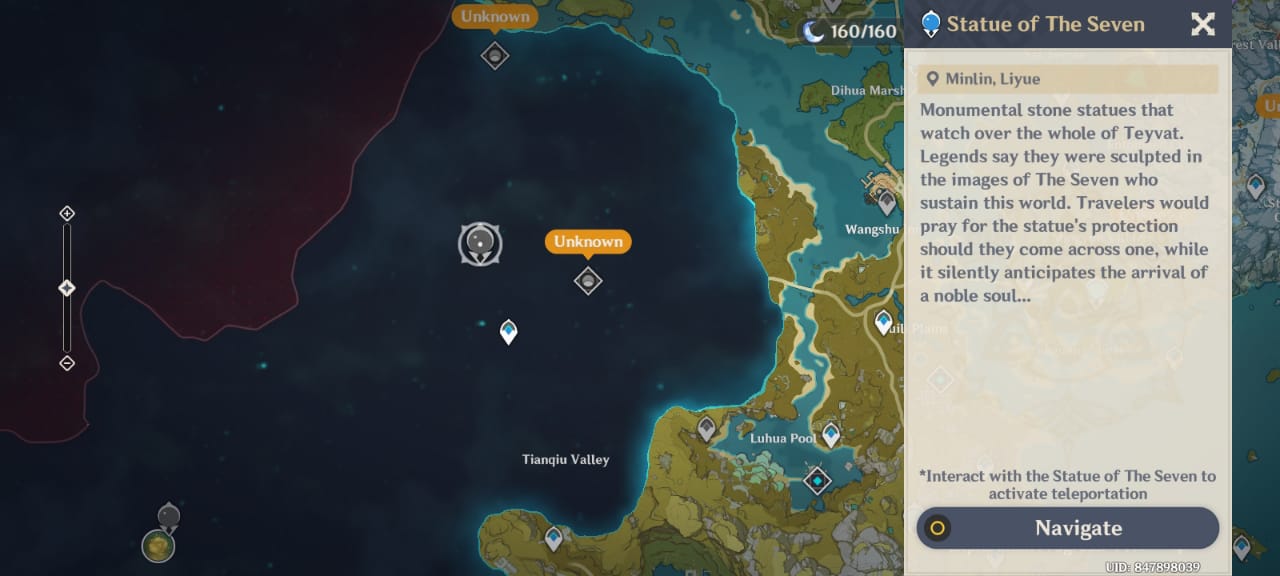 Unknown
160/160
Dihua Marsh
Unknown
Wangshu
Luhua Pool
Tianqiu Valley
Statue of The Seven
Minlin, Liyue
Monumental stone statues that
watch over the whole of Teyvat.
Legends say they were sculpted in
the images of The Seven who
sustain this world. Travelers would
pray for the statue's protection
should they come across one, while
it silently anticipates the arrival of
a noble soul...
*Interact with the Statue of The Seven to
activate teleportation
Navigate
UID: 847898039